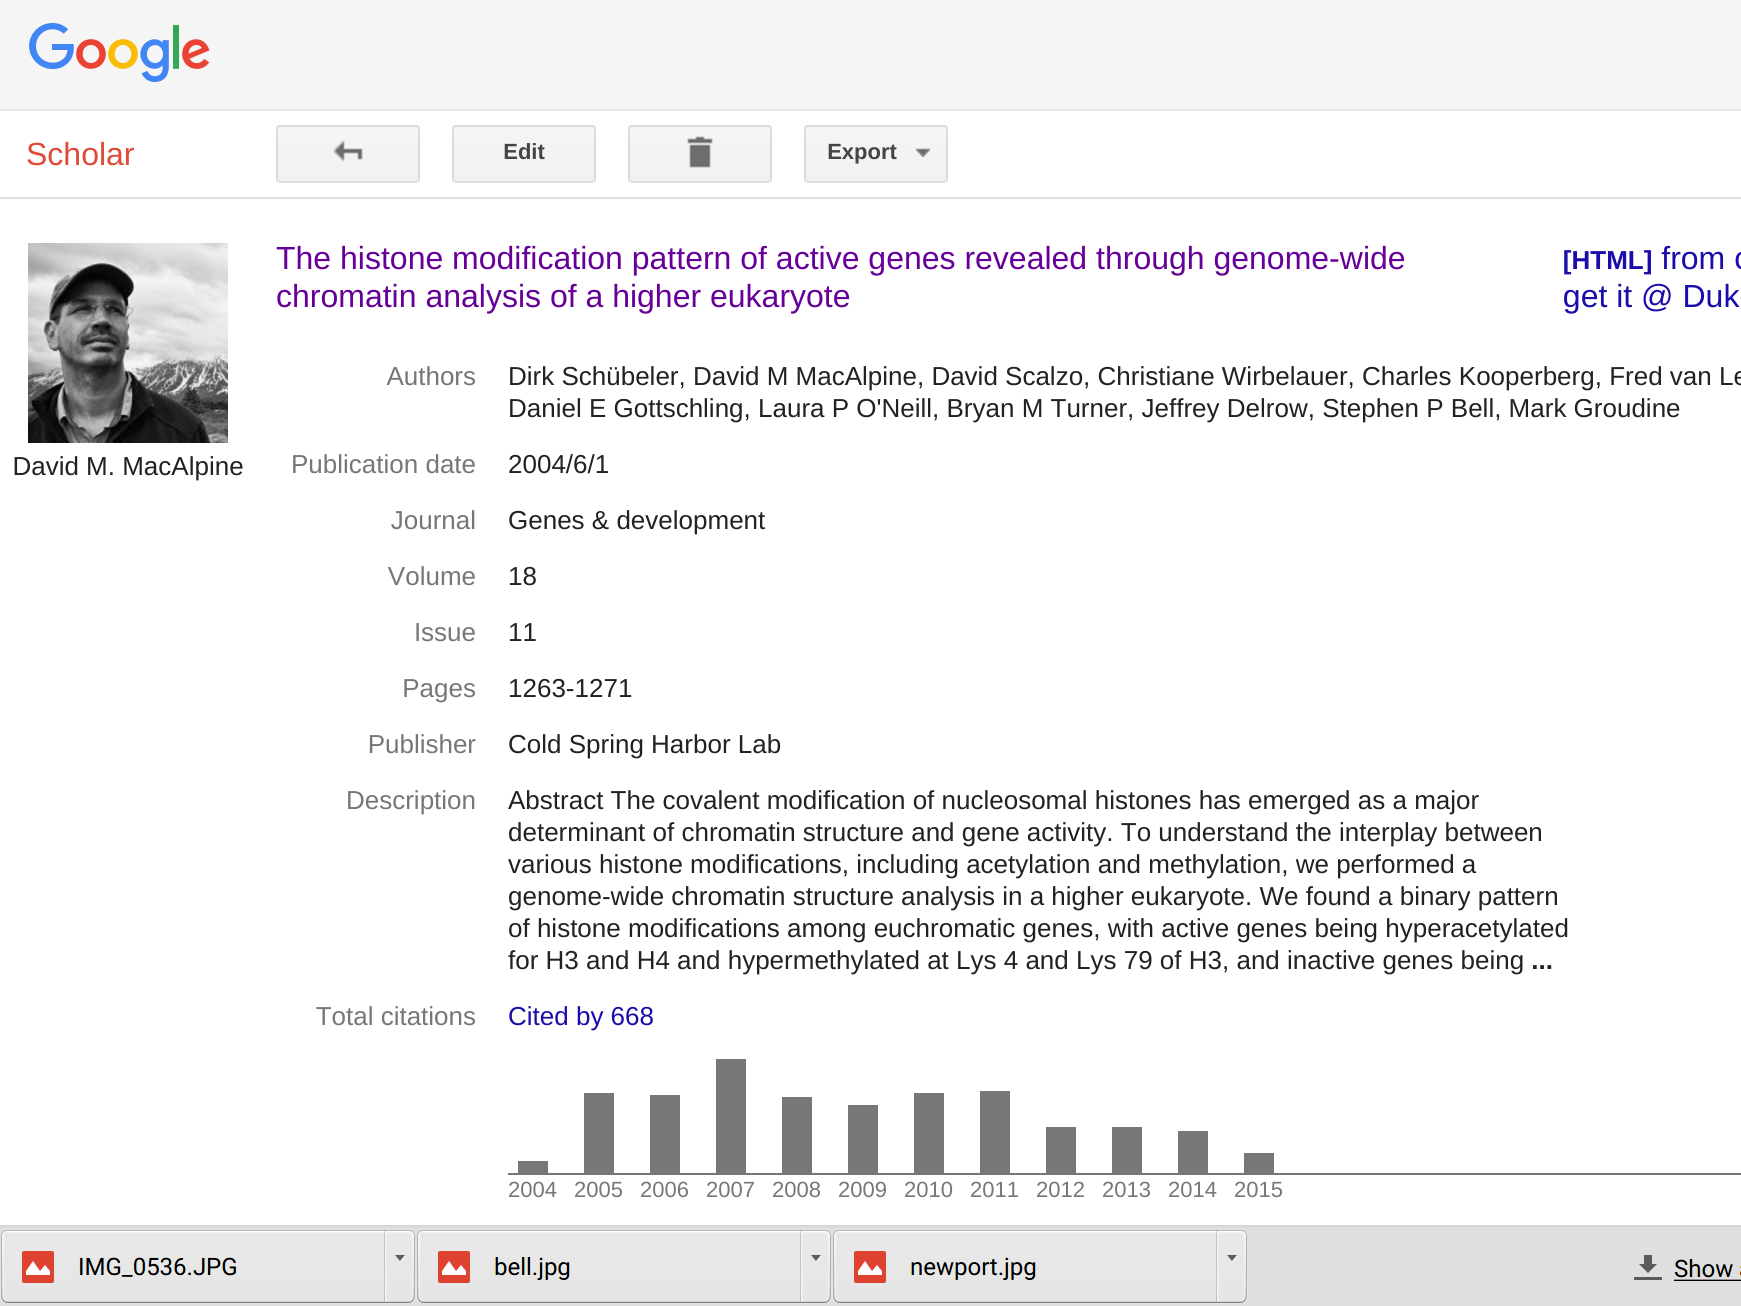 Google
Scholar
Edit
Export
The histone modification pattern of active genes revealed through genome-wide
chromatin analysis of a higher eukaryote
[HTML] from
get it @
David M. MacAlpine
Authors
Dirk Schübeler, David M MacAlpine, David Scalzo, Christiane Wirbelauer, Charles Kooperberg, Fred van
Daniel E Gottschling, Laura P O'Neill, Bryan M Turner, Jeffrey Delrow, Stephen P Bell, Mark Groudine
Publication date 2004/6/1
Journal Genes & development
Volume 18
Issue 11
Pages 1263-1271
Publisher Cold Spring Harbor Lab
Description Abstract The covalent modification of nucleosomal histones has emerged as a major
determinant of chromatin structure and gene activity. To understand the interplay between
various histone modifications, including acetylation and methylation, we performed a
genome-wide chromatin structure analysis in a higher eukaryote. We found a binary pattern
of histone modifications among euchromatic genes, with active genes being hyperacetylated
for H3 and H4 and hypermethylated at Lys 4 and Lys 79 of H3, and inactive genes being ...
Total citations Cited by 668
2004 2005 2006 2007 2008 2009 2010 2011 2012 2013 2014 2015
IMG_0536.JPG bell.jpg newport.jpg Show